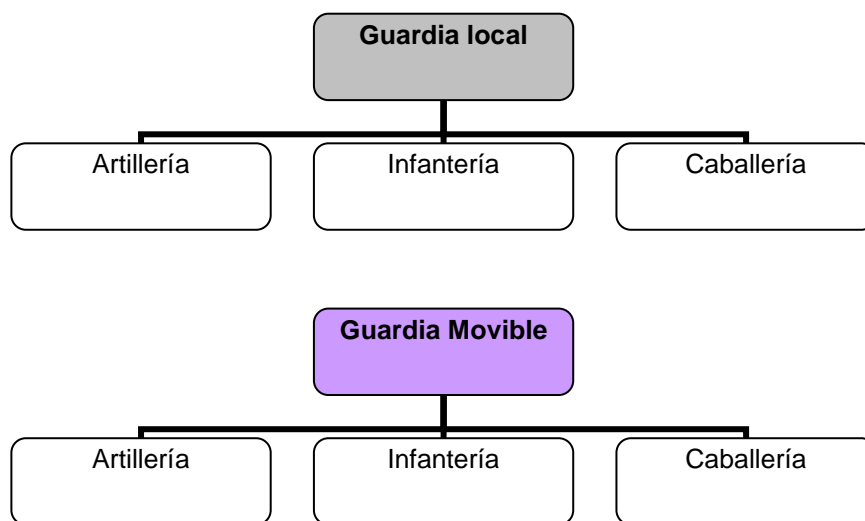 Guardia local
Artillería
Infantería
Caballería
Guardia Movible
Artillería
Infantería
Caballería